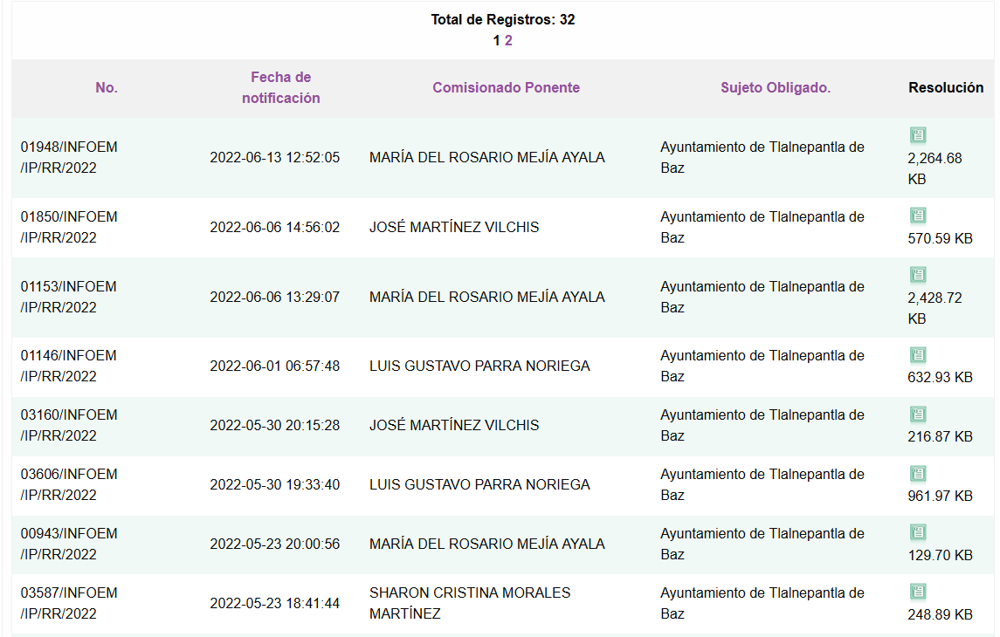 Total de Registros: 32
1 2
No.
Fecha de
notificación
Comisionado Ponente
Sujeto Obligado.
Resolución
01948/INFOEM
/IP/RR/2022
2022-06-13 12:52:05
MARÍA DEL ROSARIO MEJÍA AYALA
Ayuntamiento de Tlalnepantla de
Baz
2,264.68
KB
01850/INFOEM
/IP/RR/2022
2022-06-06 14:56:02
JOSÉ MARTÍNEZ VILCHIS
Ayuntamiento de Tlalnepantla de
Baz
570.59 KB
01153/INFOEM
/IP/RR/2022
2022-06-06 13:29:07
MARÍA DEL ROSARIO MEJÍA AYALA
Ayuntamiento de Tlalnepantla de
Baz
2,428.72
KB
01146/INFOEM
/IP/RR/2022
2022-06-01 06:57:48
LUIS GUSTAVO PARRA NORIEGA
Ayuntamiento de Tlalnepantla de
Baz
632.93 KB
03160/INFOEM
/IP/RR/2022
2022-05-30 20:15:28
JOSÉ MARTÍNEZ VILCHIS
Ayuntamiento de Tlalnepantla de
Baz
216.87 KB
03606/INFOEM
/IP/RR/2022
2022-05-30 19:33:40
LUIS GUSTAVO PARRA NORIEGA
Ayuntamiento de Tlalnepantla de
Baz
961.97 KB
00943/INFOEM
/IP/RR/2022
2022-05-23 20:00:56
MARÍA DEL ROSARIO MEJÍA AYALA
Ayuntamiento de Tlalnepantla de
Baz
129.70 KB
03587/INFOEM
/IP/RR/2022
2022-05-23 18:41:44
SHARON CRISTINA MORALES
MARTÍNEZ
Ayuntamiento de Tlalnepantla de
Baz
248.89 KB